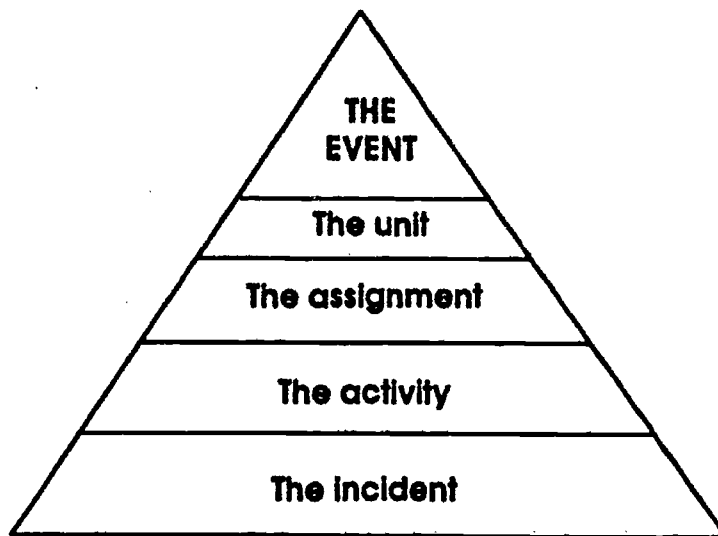 THE
EVENT
The unit
The assignment
The activity
The incident